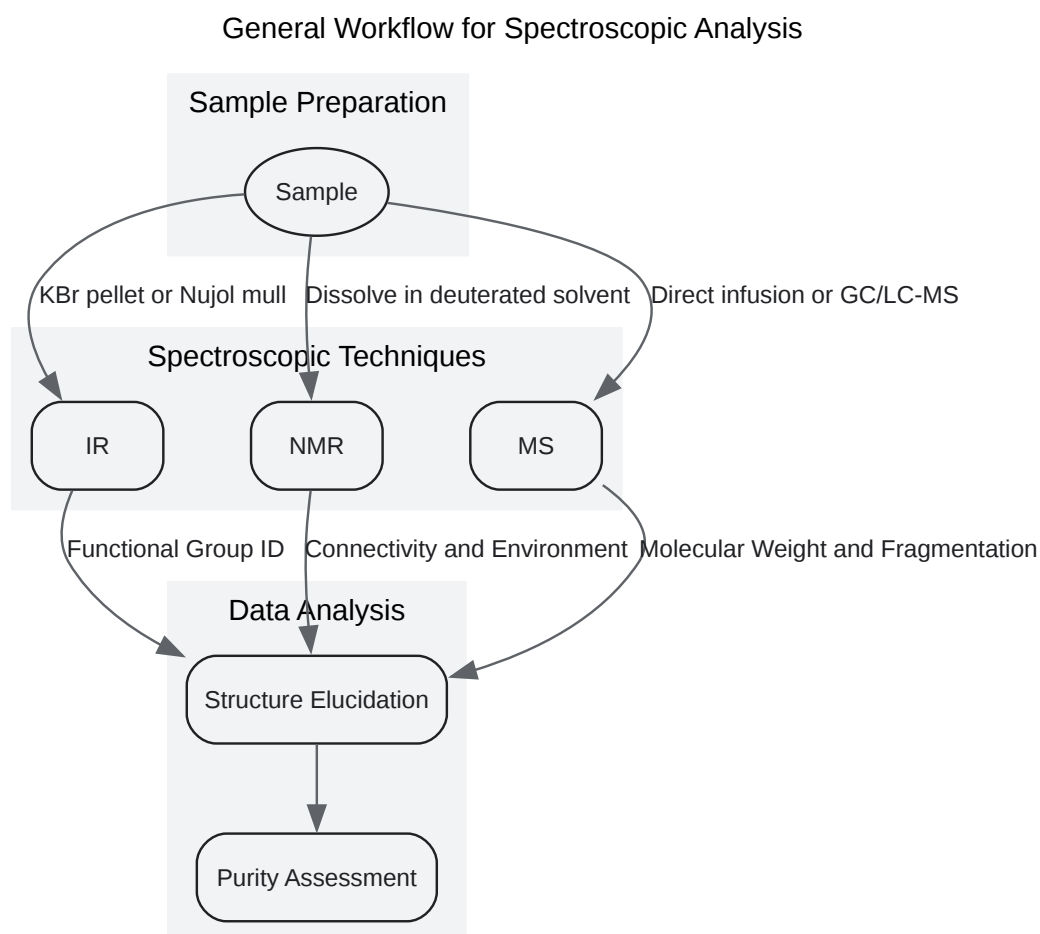 General Workflow for Spectroscopic Analysis
Sample Preparation
Sample
KBr pellet or Nujol mull
Dissolve in deuterated solvent
Direct infusion or GC/LC-MS
Spectroscopic Techniques
IR
NMR
MS
Functional Group ID
Connectivity and Environment
Molecular Weight and Fragmentation
Data Analysis
Structure Elucidation
Purity Assessment